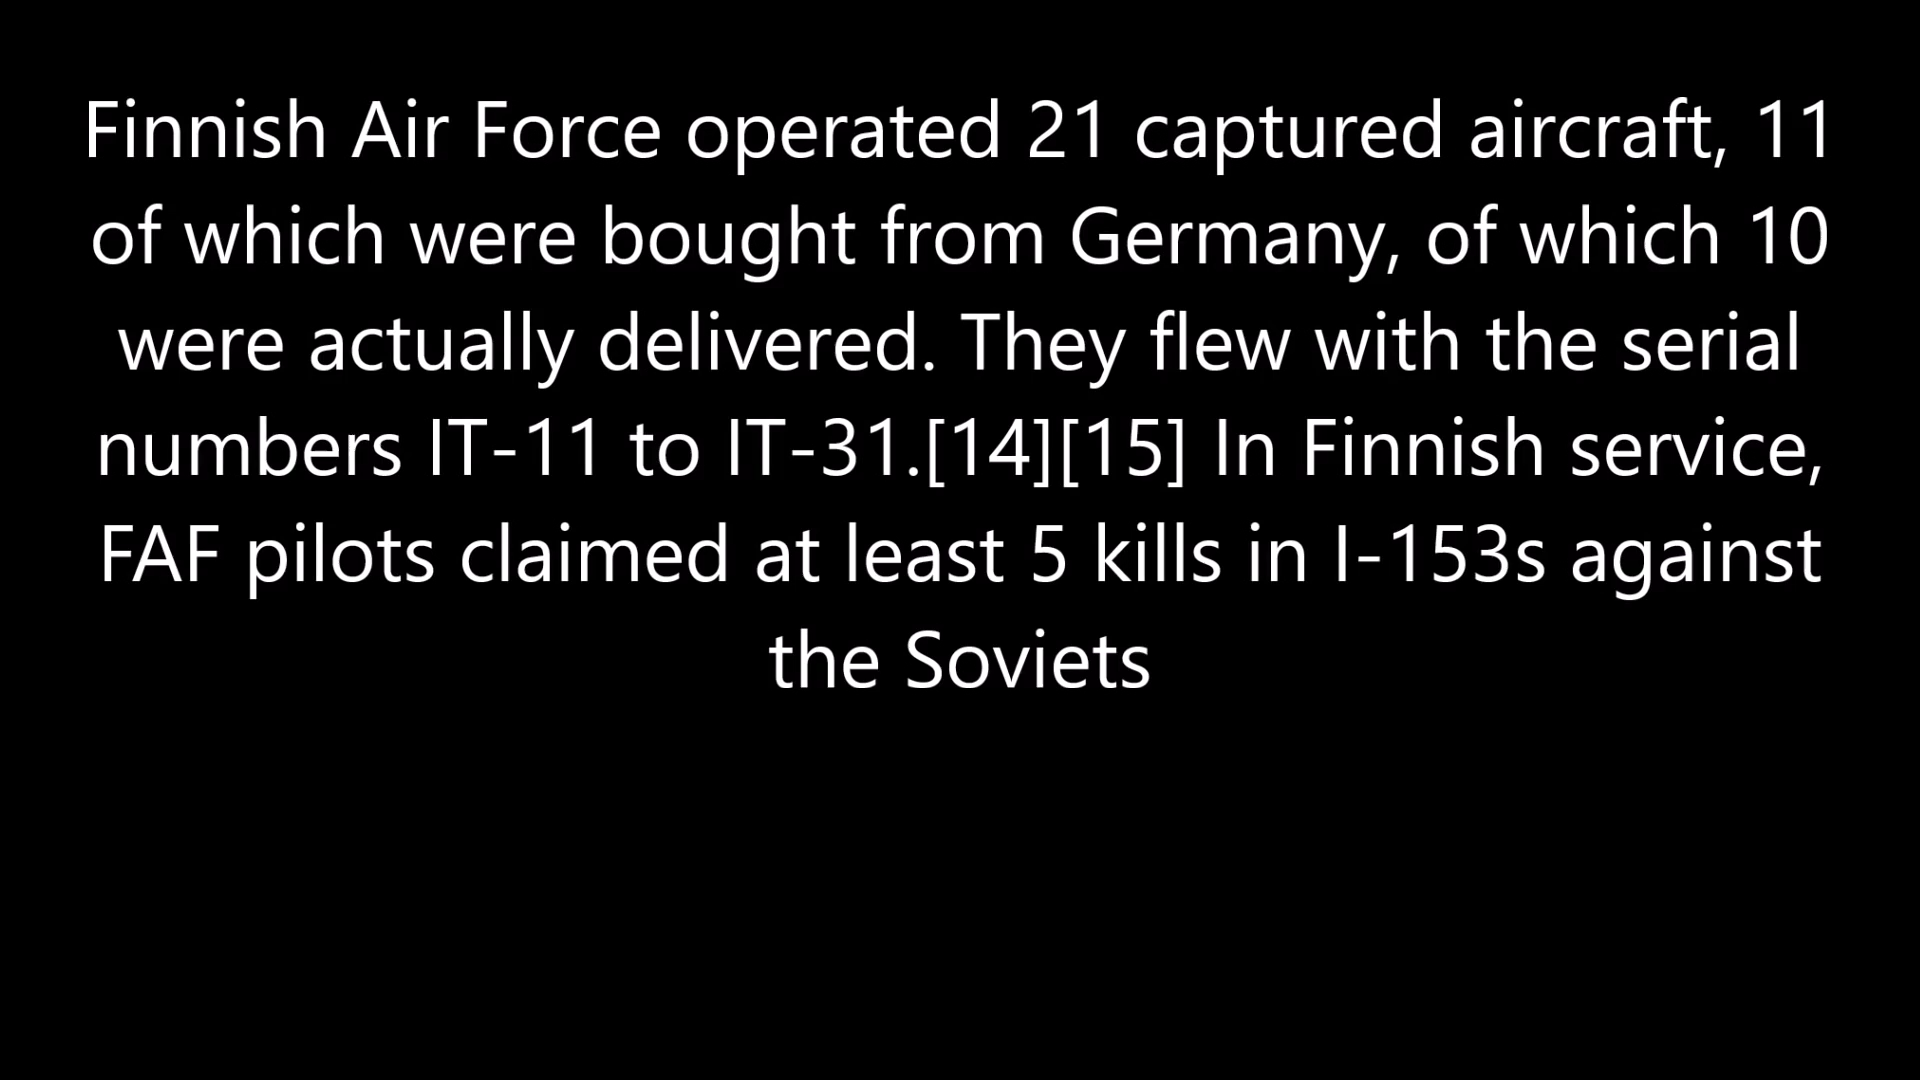 Finnish Air Force operated 21 captured aircraft, 11
of which were bought from Germany, of which 10
were actually delivered. They flew with the serial
numbers IT-11 to IT-31.[14][15] In Finnish service,
FAF pilots claimed at least 5 kills in I-153s against
the Soviets